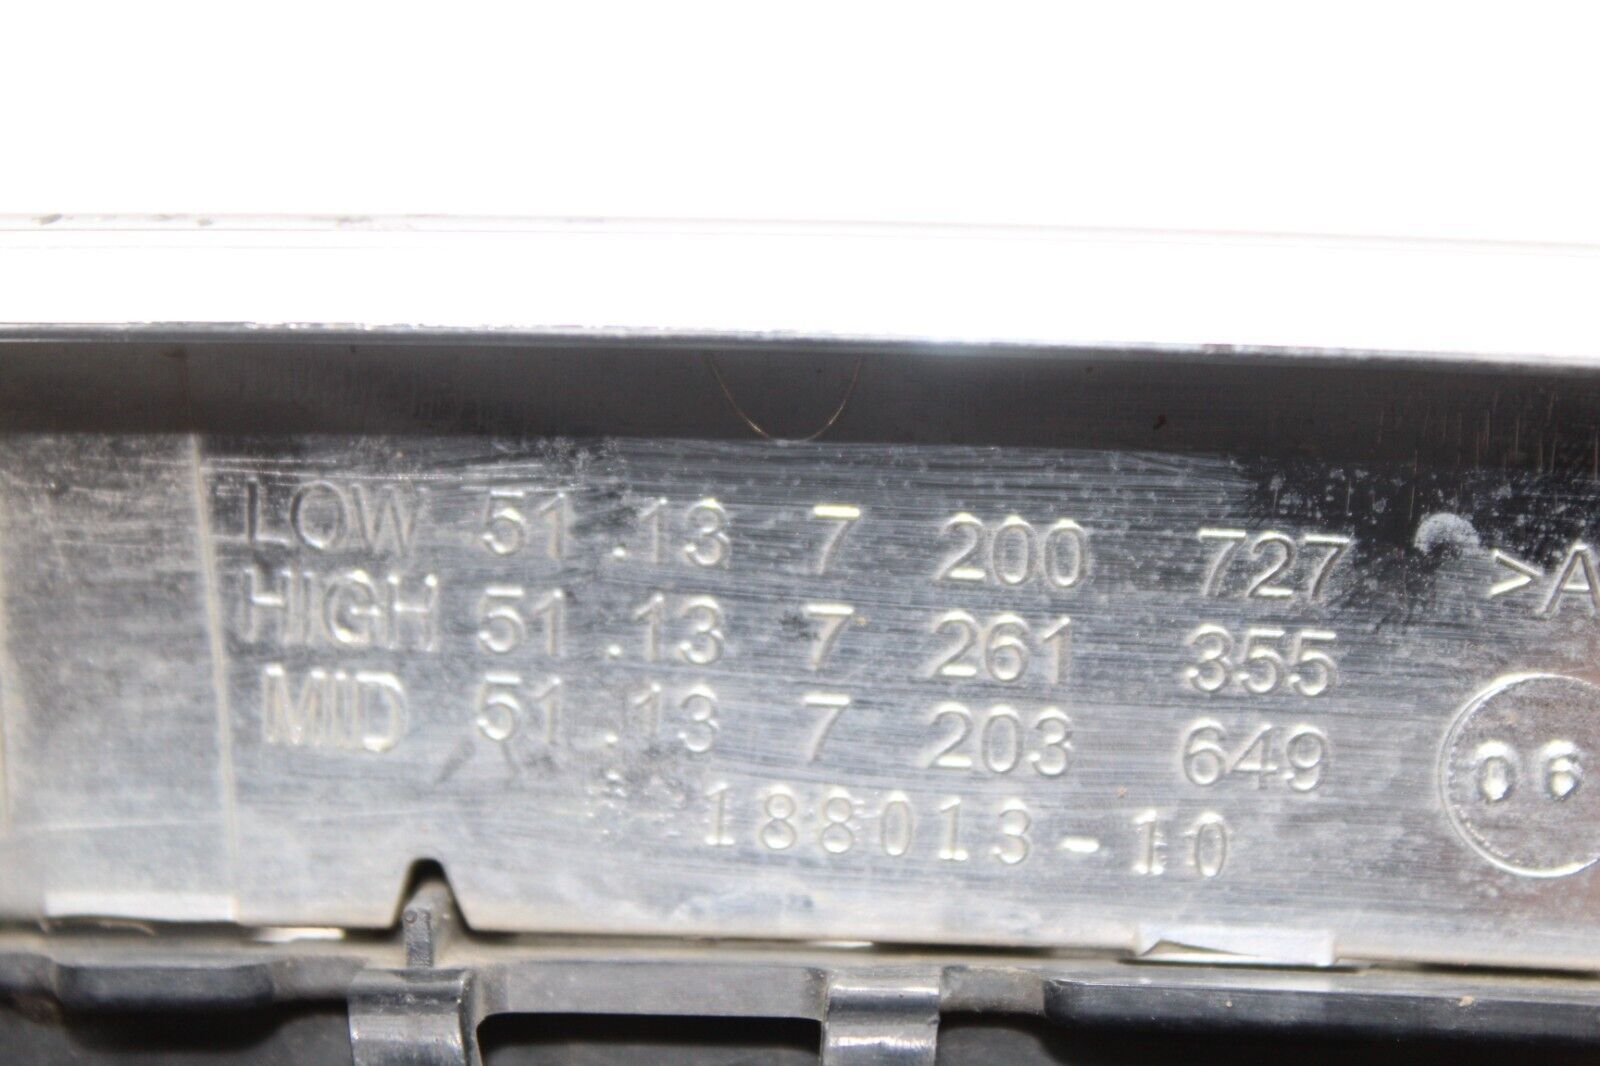 LOW 51.13 7 200 727 >A
HIGH 51.13 7 261 355
MID 51.13 7 203 649
06
188013-10